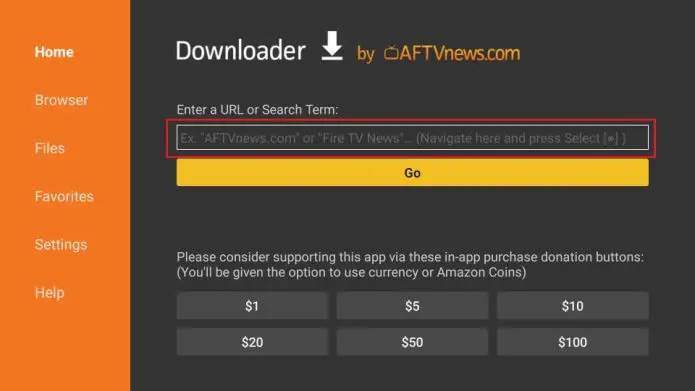 Home
Browser
Files
Favorites
Settings
Help
Downloader by AFTVnews.com
Enter a URL or Search Term:
Ex. "AFTVnews.com" or "Fire TV News"... (Navigate here and press Select [●] )
Go
Please consider supporting this app via these in-app purchase donation buttons:
(You'll be given the option to use currency or Amazon Coins)
$1 $5 $10
$20 $50 $100